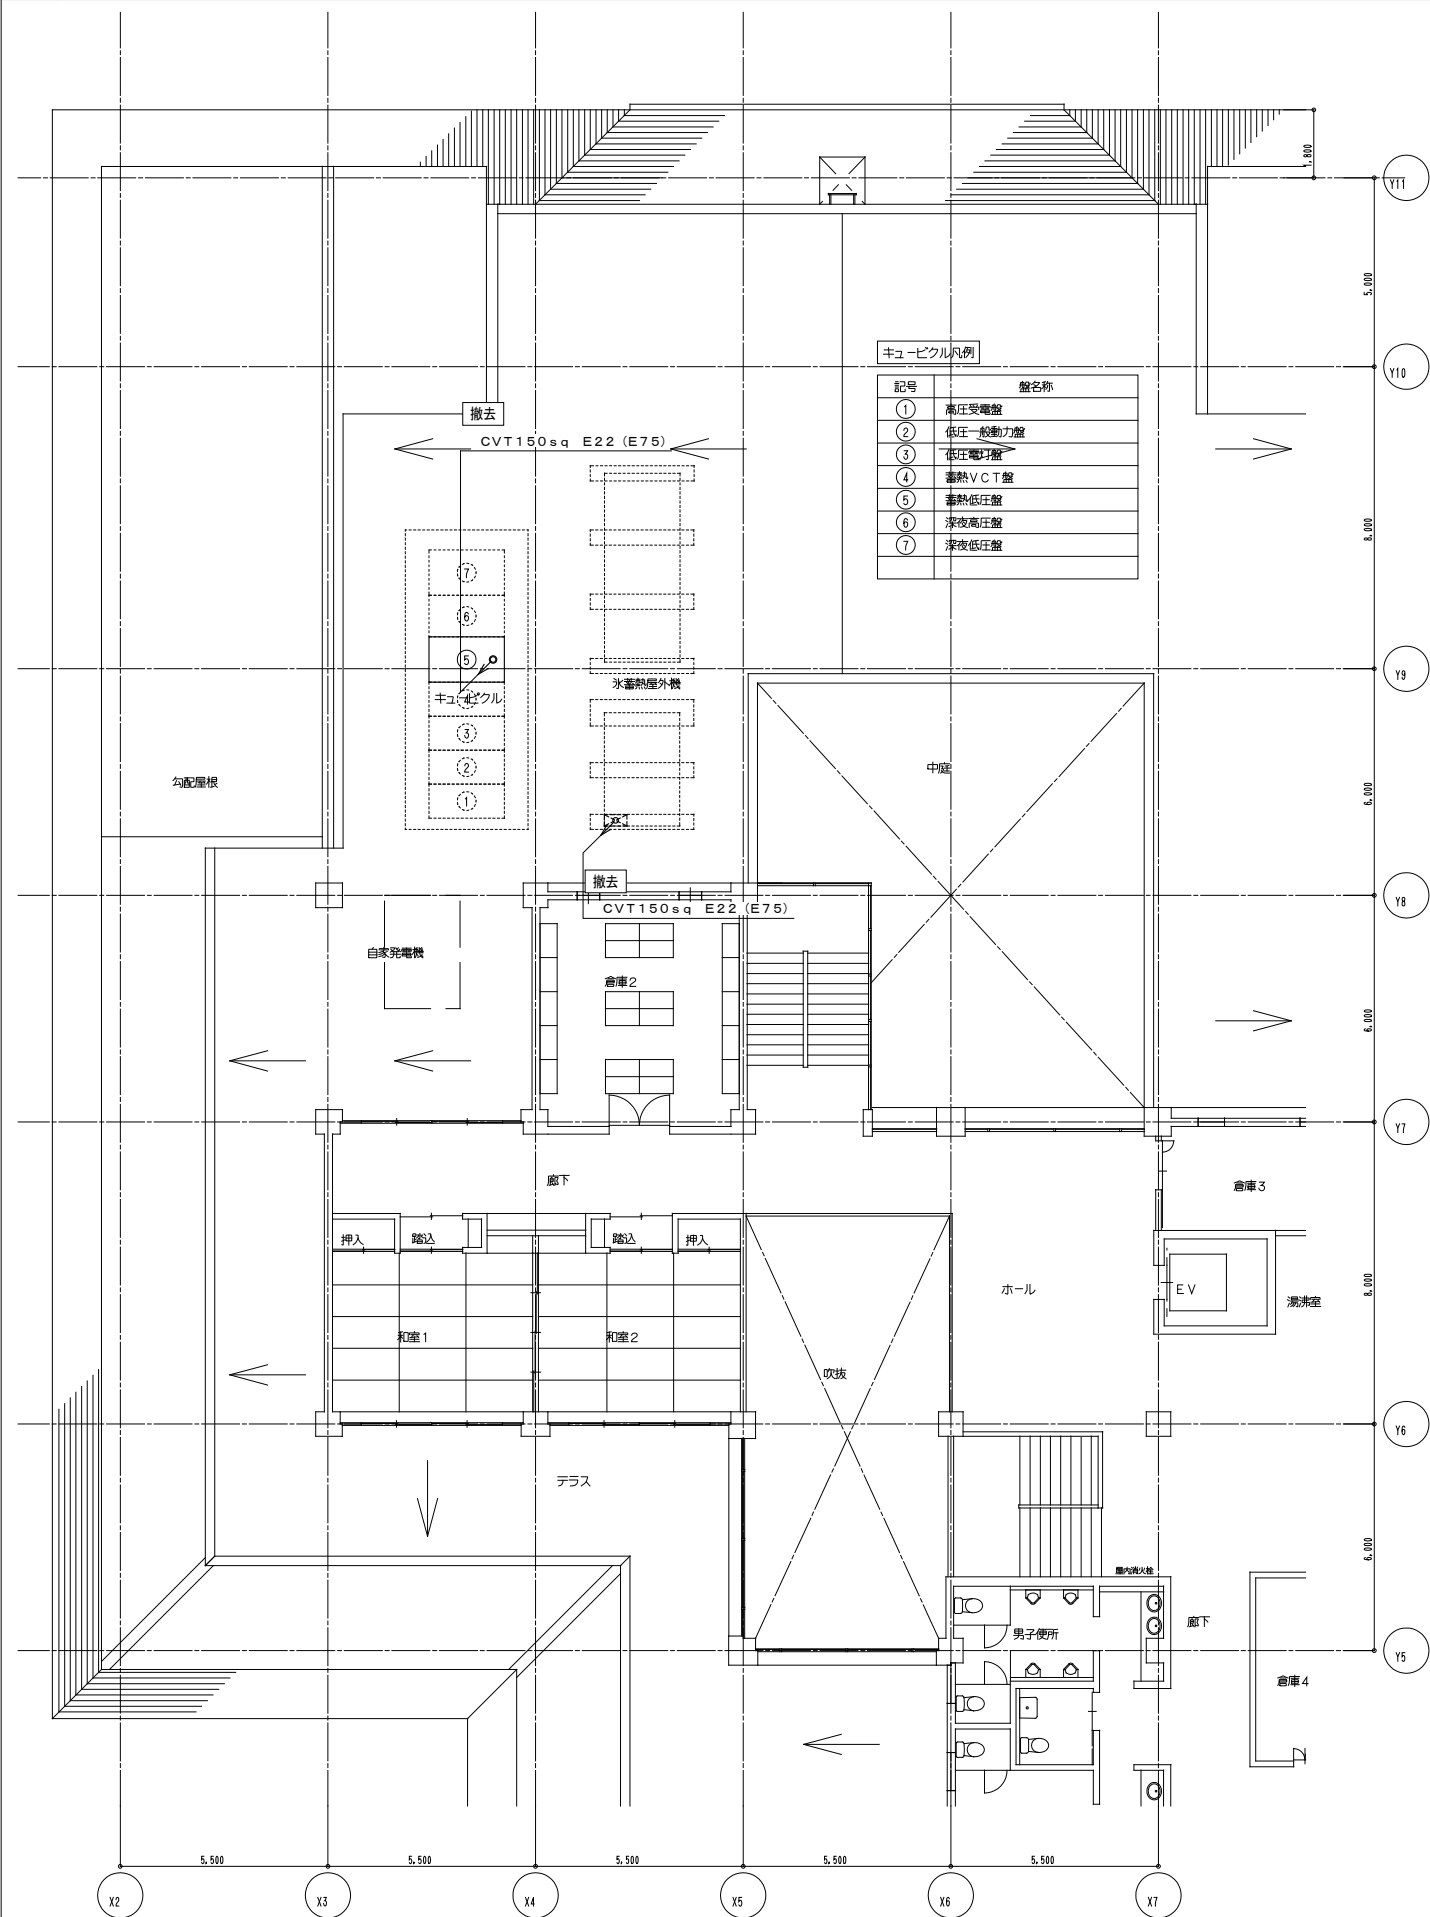 1.800
Y11
5.000
キュービクル凡例
Y10
記号 盤名称
① 高圧受電盤
② 低圧一般動力盤
③ 低圧電灯盤
④ 蓄熱VCT盤
⑤ 蓄熱低圧盤
⑥ 深夜高圧盤
⑦ 深夜低圧盤
撤去
CVT150sq E22 (E75)
8.000
⑦
⑥
⑤
キュービクル
④
③
②
①
氷蓄熱屋外機
Y9
中庭
勾配屋根
6.000
撤去
CVT150sq E22 (E75)
Y8
自家発電機
倉庫2
6.000
Y7
廊下
倉庫3
押入
踏込
踏込
押入
ホール
EV
湯沸室
8.000
和室1
和室2
吹抜
Y6
テラス
6.000
屋内消火栓
男子便所
廊下
Y5
倉庫4
5.500
5.500
5.500
5.500
5.500
X2
X3
X4
X5
X6
X7